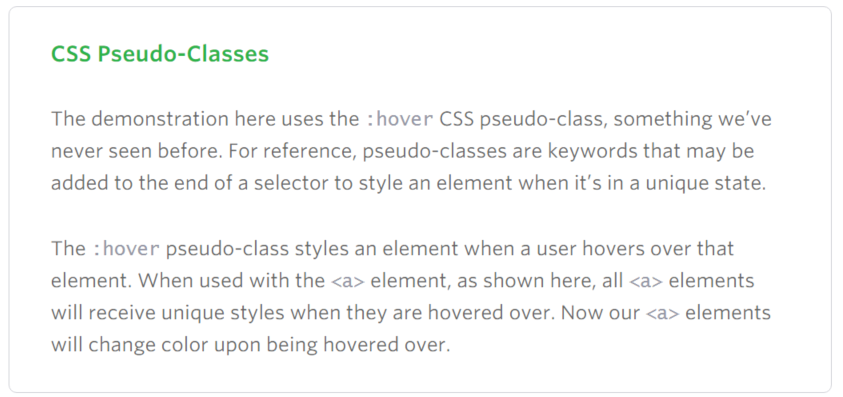 CSS Pseudo-Classes
The demonstration here uses the :hover CSS pseudo-class, something we’ve
never seen before. For reference, pseudo-classes are keywords that may be
added to the end of a selector to style an element when it’s in a unique state.
The :hover pseudo-class styles an element when a user hovers over that
element. When used with the <a> element, as shown here, all <a> elements
will receive unique styles when they are hovered over. Now our <a> elements
will change color upon being hovered over.